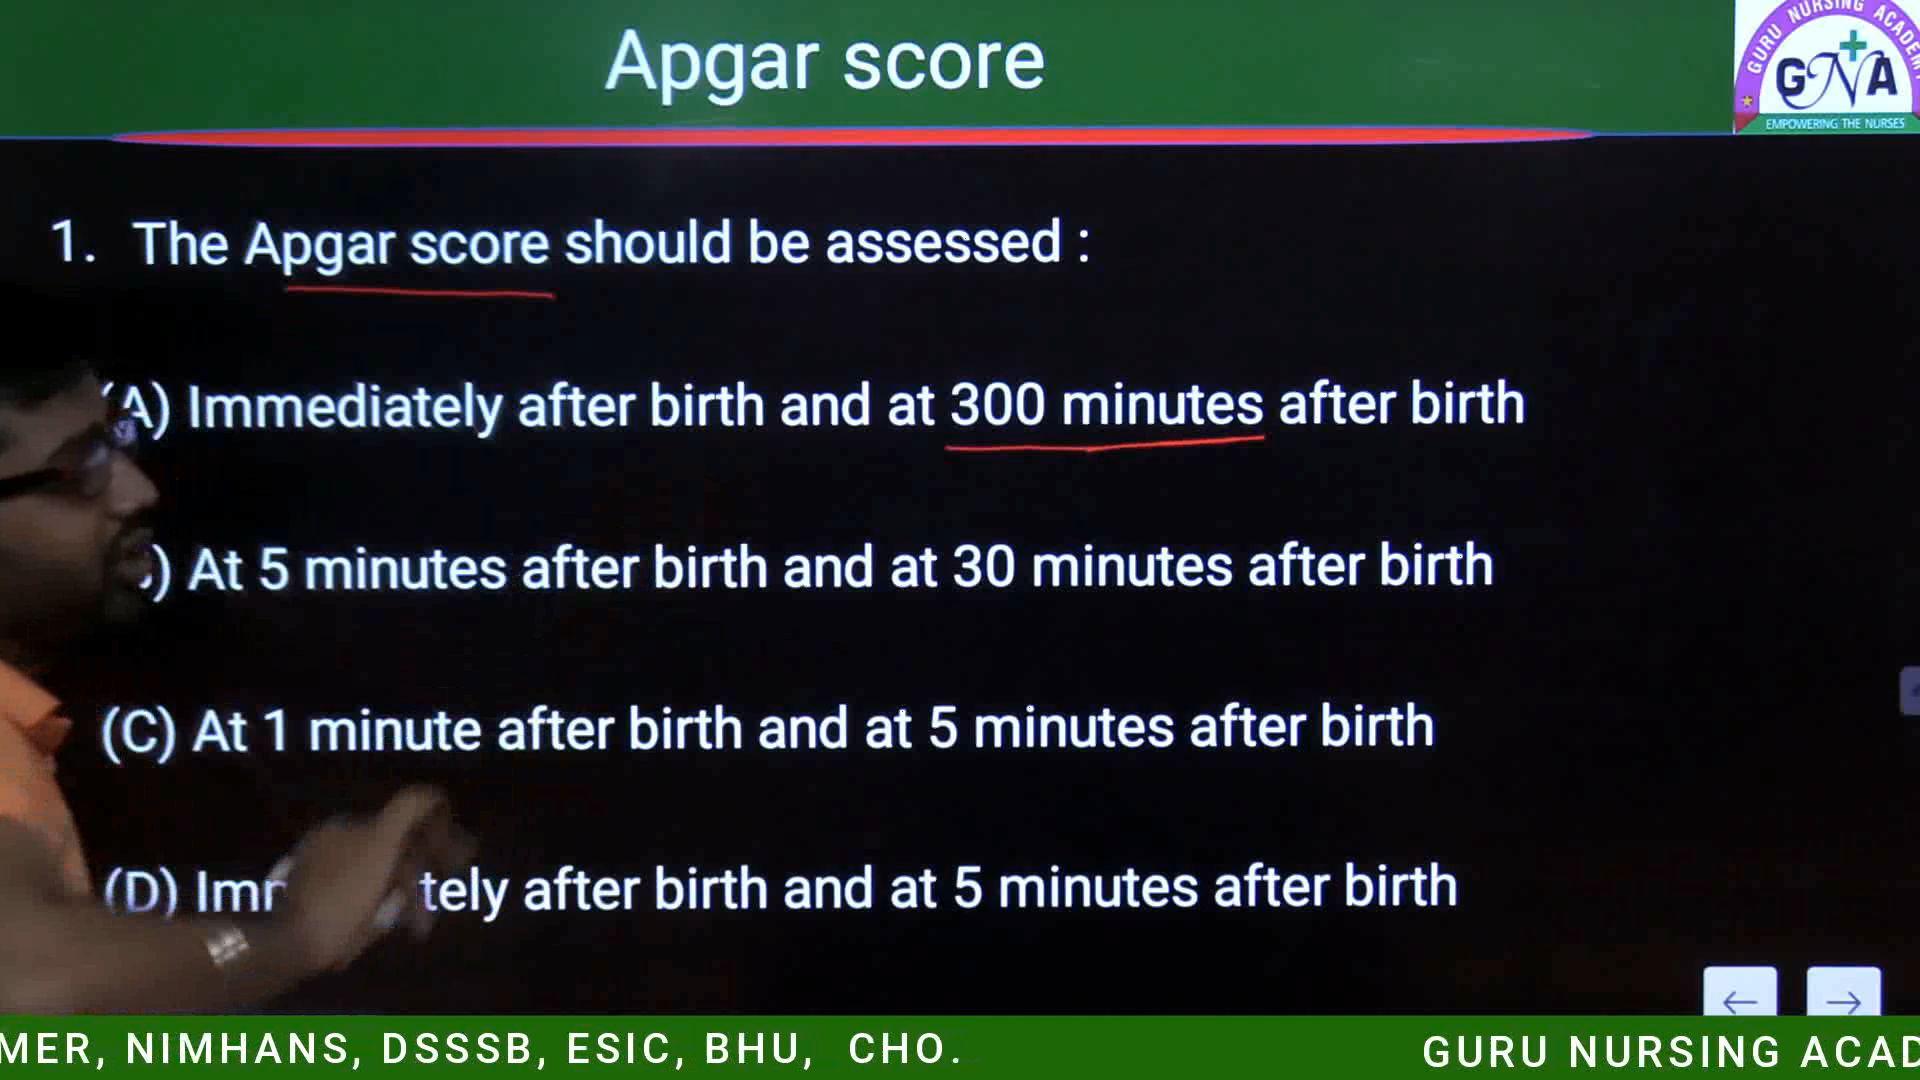 Apgar score
GURU NURSING ACADEMY
GNA
EMPOWERING THE NURSES
1. The Apgar score should be assessed :
(A) Immediately after birth and at 300 minutes after birth
) At 5 minutes after birth and at 30 minutes after birth
(C) At 1 minute after birth and at 5 minutes after birth
(D) Imm tely after birth and at 5 minutes after birth
MER, NIMHANS, DSSSB, ESIC, BHU, CHO.
GURU NURSING ACAD